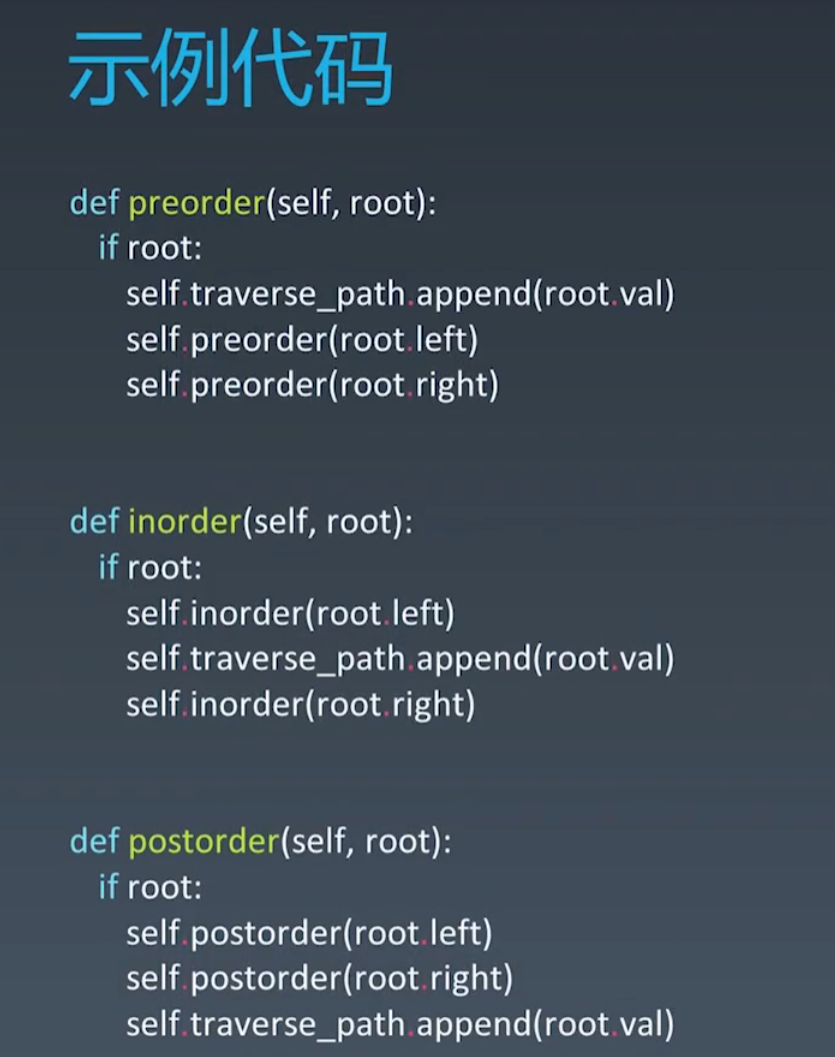 示例代码
def preorder(self, root):
if root:
self.traverse_path.append(root.val)
self.preorder(root.left)
self.preorder(root.right)
def inorder(self, root):
if root:
self.inorder(root.left)
self.traverse_path.append(root.val)
self.inorder(root.right)
def postorder(self, root):
if root:
self.postorder(root.left)
self.postorder(root.right)
self.traverse_path.append(root.val)